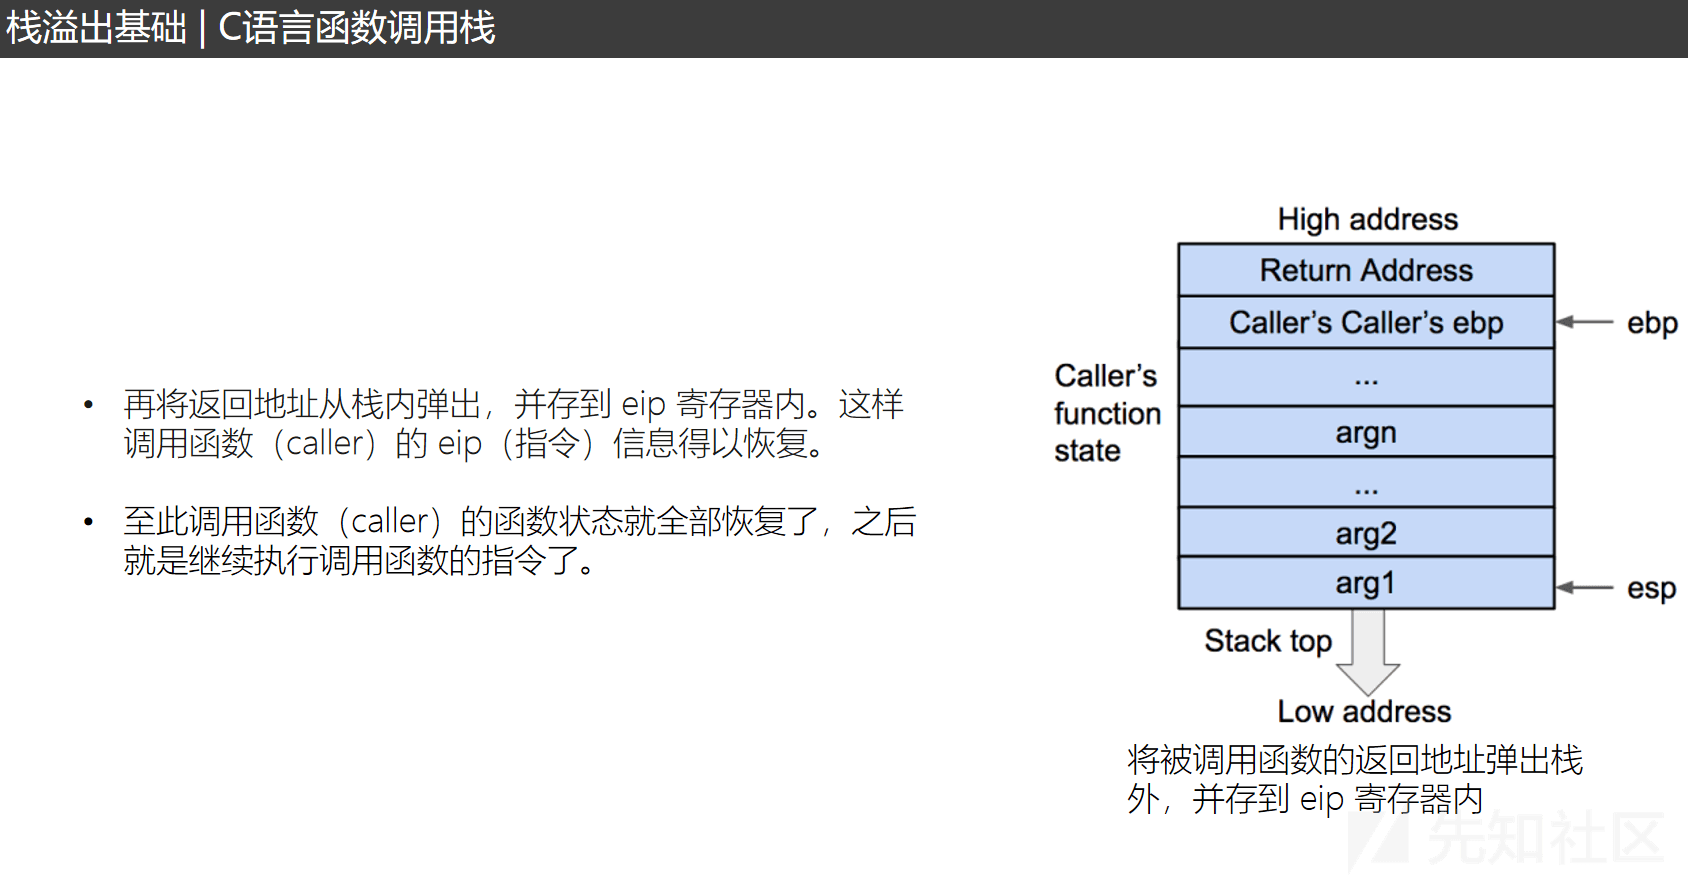 栈溢出基础 | C语言函数调用栈
• 再将返回地址从栈内弹出，并存到 eip 寄存器内。这样
调用函数（caller）的 eip（指令）信息得以恢复。
• 至此调用函数（caller）的函数状态就全部恢复了，之后
就是继续执行调用函数的指令了。
High address
Return Address
Caller’s Caller’s ebp
ebp
...
Caller’s
function
state
argn
...
arg2
arg1
esp
Stack top
Low address
将被调用函数的返回地址弹出栈
外，并存到 eip 寄存器内
先知社区